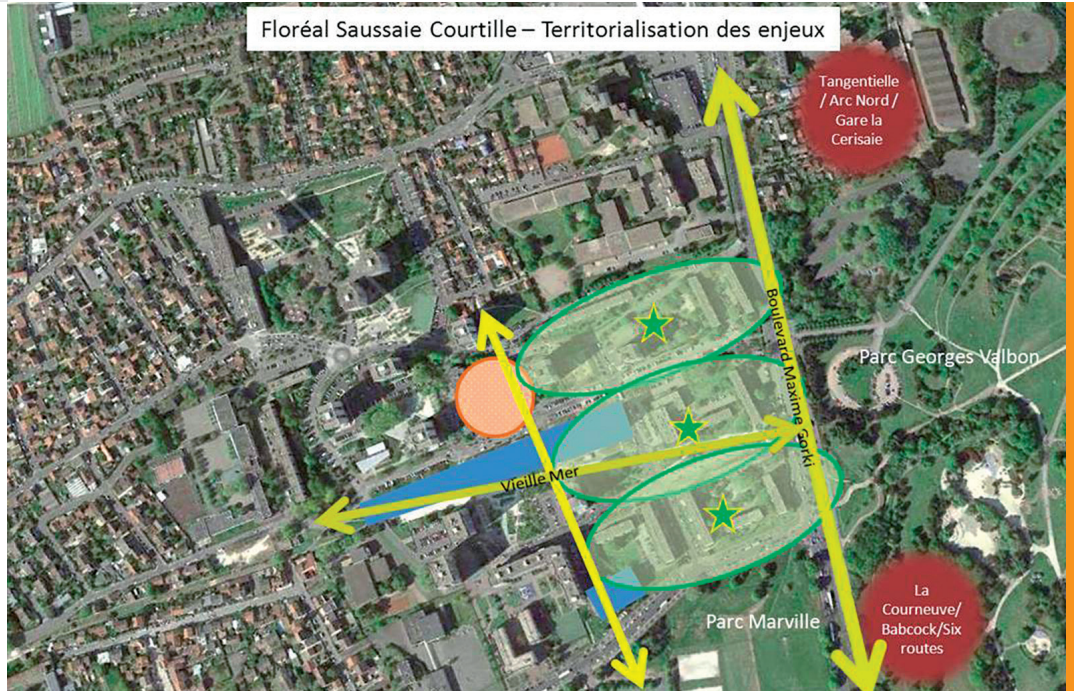 Floréal Saussaie Courtille – Territorialisation des enjeux
Tangentielle
/ Arc Nord /
Gare la
Cerisaie
Boulevard Maxime Gorki
Parc Georges Valbon
Vieille Mer
Parc Marville
La
Courneuve/
Babcock/Six
routes